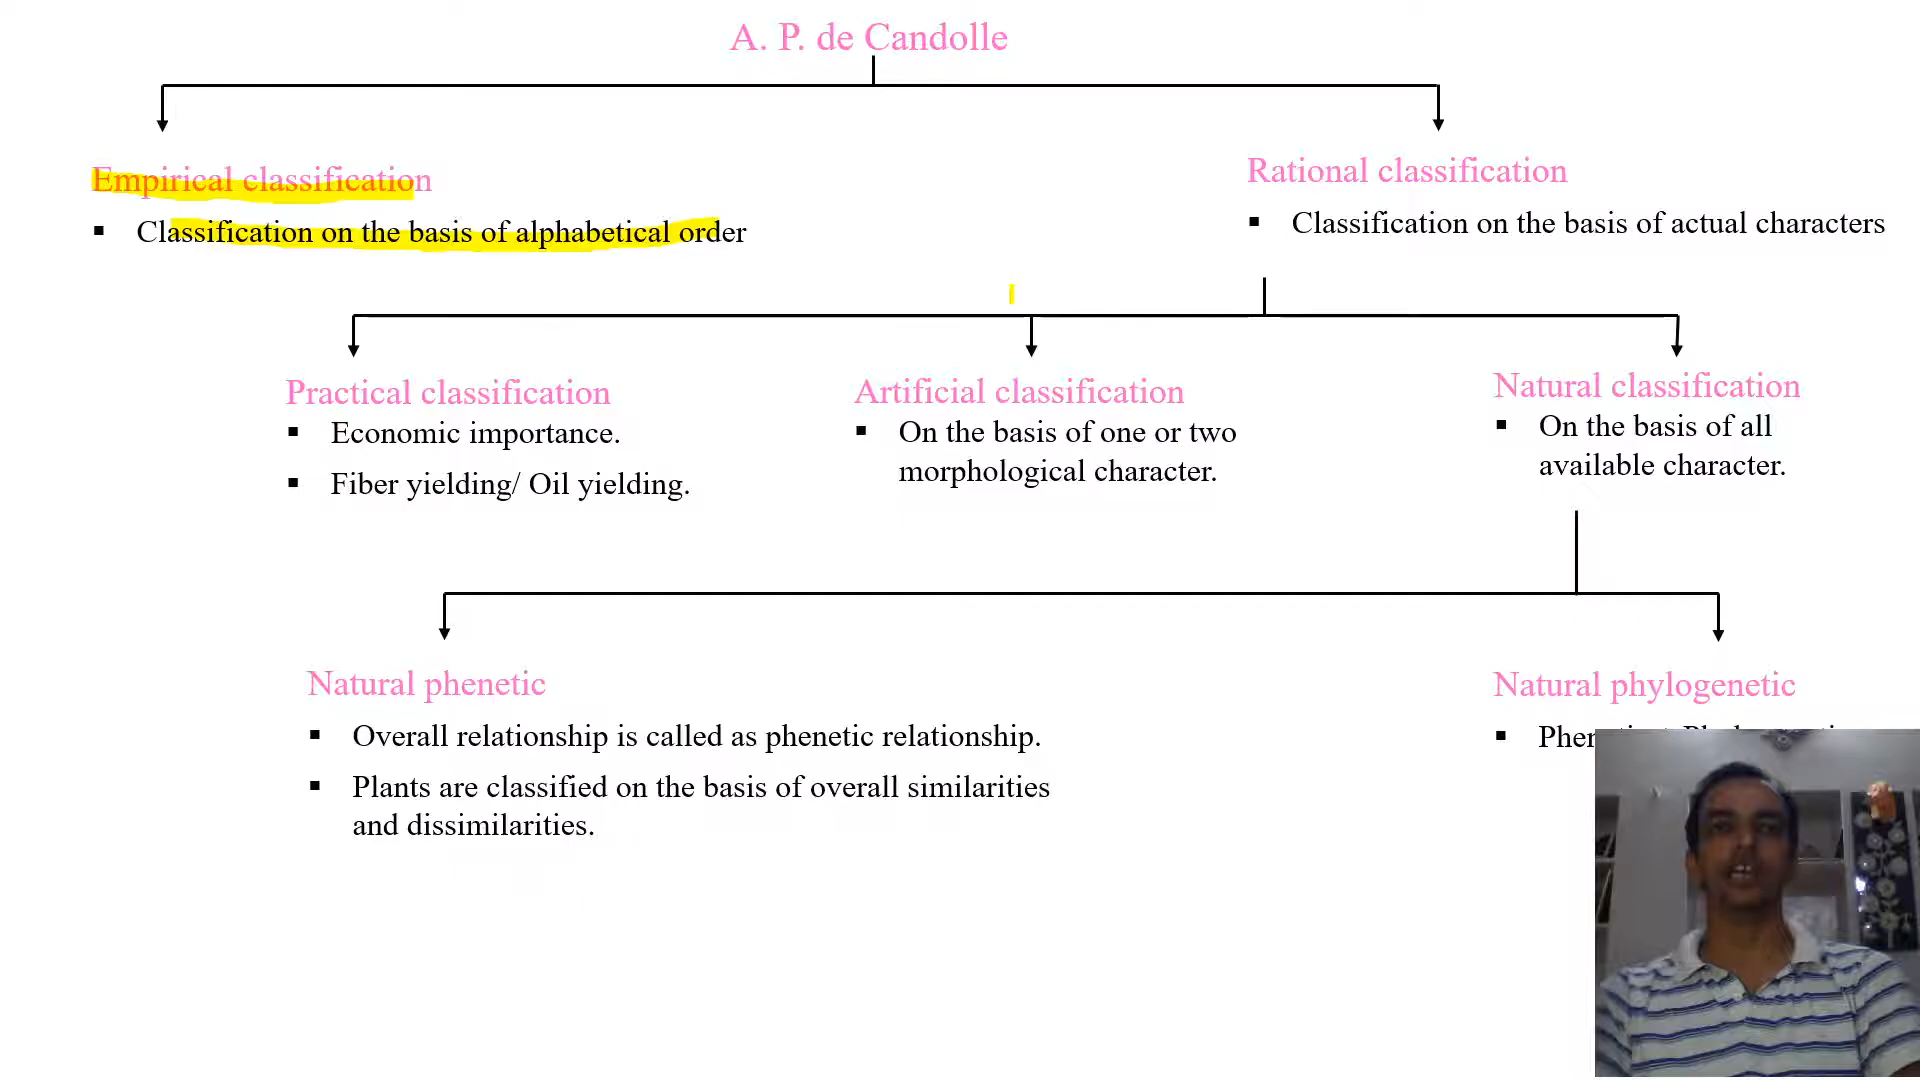 A. P. de Candolle
Empirical classification
▪ Classification on the basis of alphabetical order
Rational classification
▪ Classification on the basis of actual characters
Practical classification
▪ Economic importance.
▪ Fiber yielding/ Oil yielding.
Artificial classification
▪ On the basis of one or two
morphological character.
Natural classification
▪ On the basis of all
available character.
Natural phenetic
▪ Overall relationship is called as phenetic relationship.
▪ Plants are classified on the basis of overall similarities
and dissimilarities.
Natural phylogenetic